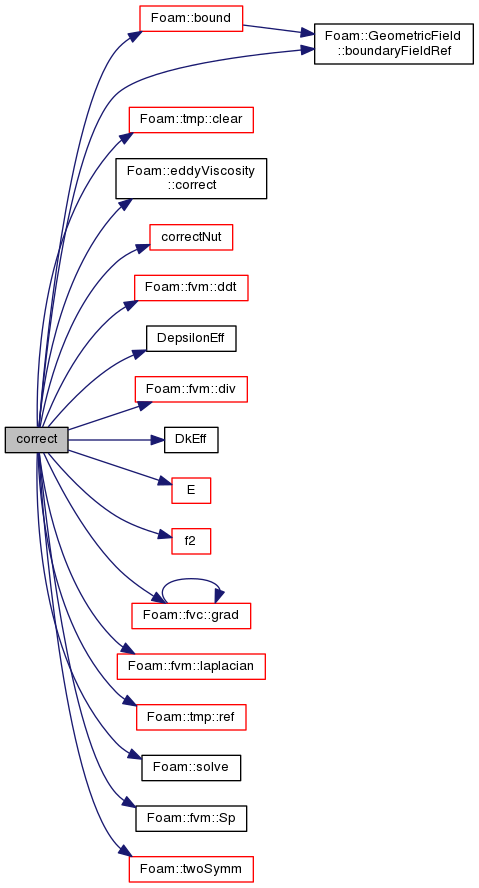 Foam::bound
Foam::GeometricField
::boundaryFieldRef
Foam::tmp::clear
Foam::eddyViscosity
::correct
correctNut
Foam::fvm::ddt
DepsilonEff
Foam::fvm::div
correct
DkEff
E
f2
Foam::fvc::grad
Foam::fvm::laplacian
Foam::tmp::ref
Foam::solve
Foam::fvm::Sp
Foam::twoSymm